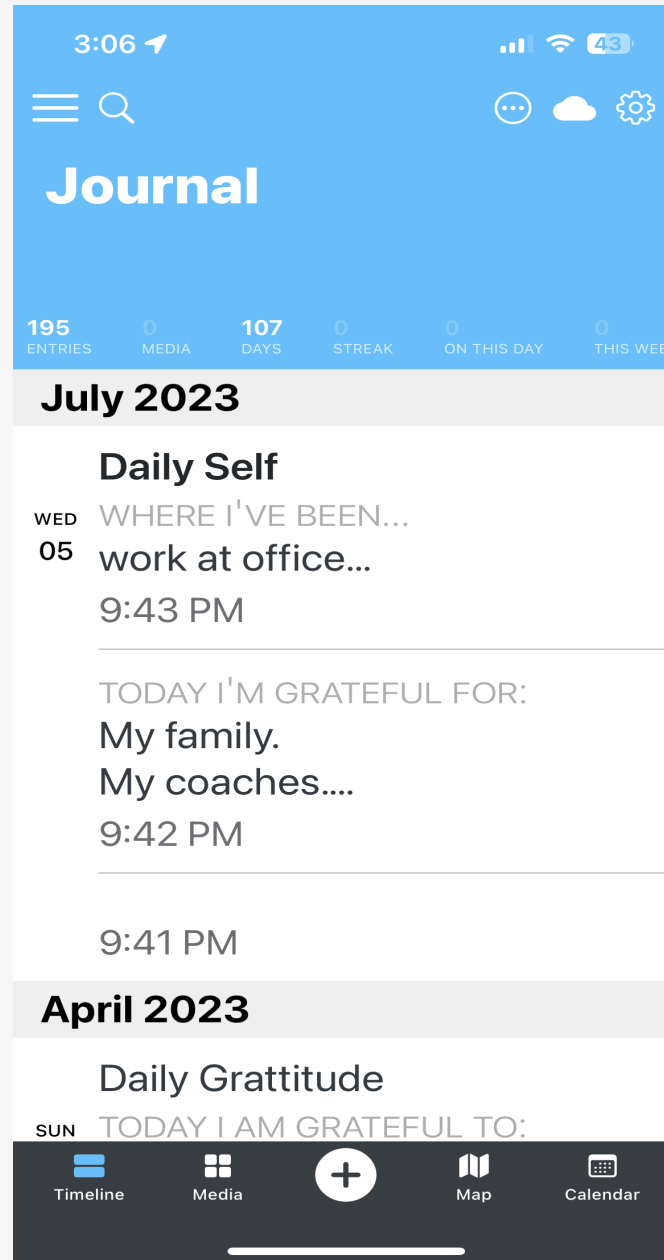 3:06
43
Journal
195 0 107 0 0 0
ENTRIES MEDIA DAYS STREAK ON THIS DAY THIS WEE
July 2023
Daily Self
WED WHERE I'VE BEEN...
05 work at office...
9:43 PM
TODAY I'M GRATEFUL FOR:
My family.
My coaches....
9:42 PM
9:41 PM
April 2023
Daily Grattitude
SUN TODAY I AM GRATEFUL TO:
Timeline Media Map Calendar